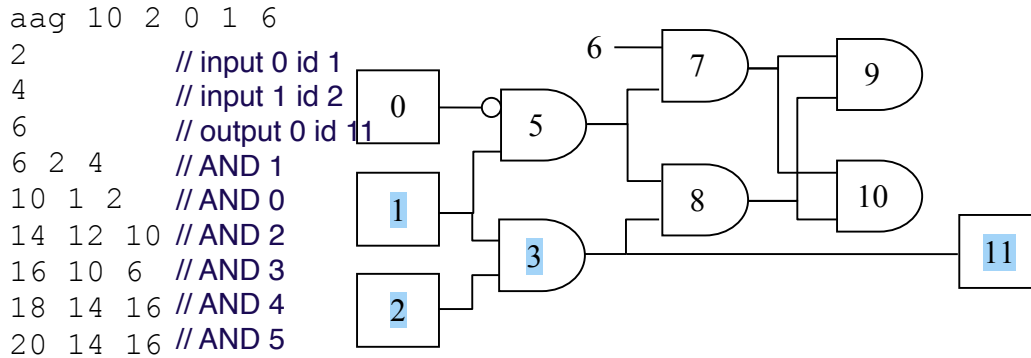 aag 10 2 0 1 6
2 // input 0 id 1
4 // input 1 id 2
6 // output 0 id 11
6 2 4 // AND 1
10 1 2 // AND 0
14 12 10 // AND 2
16 10 6 // AND 3
18 14 16 // AND 4
20 14 16 // AND 5
0
1
2
5
3
6
7
8
9
10
11